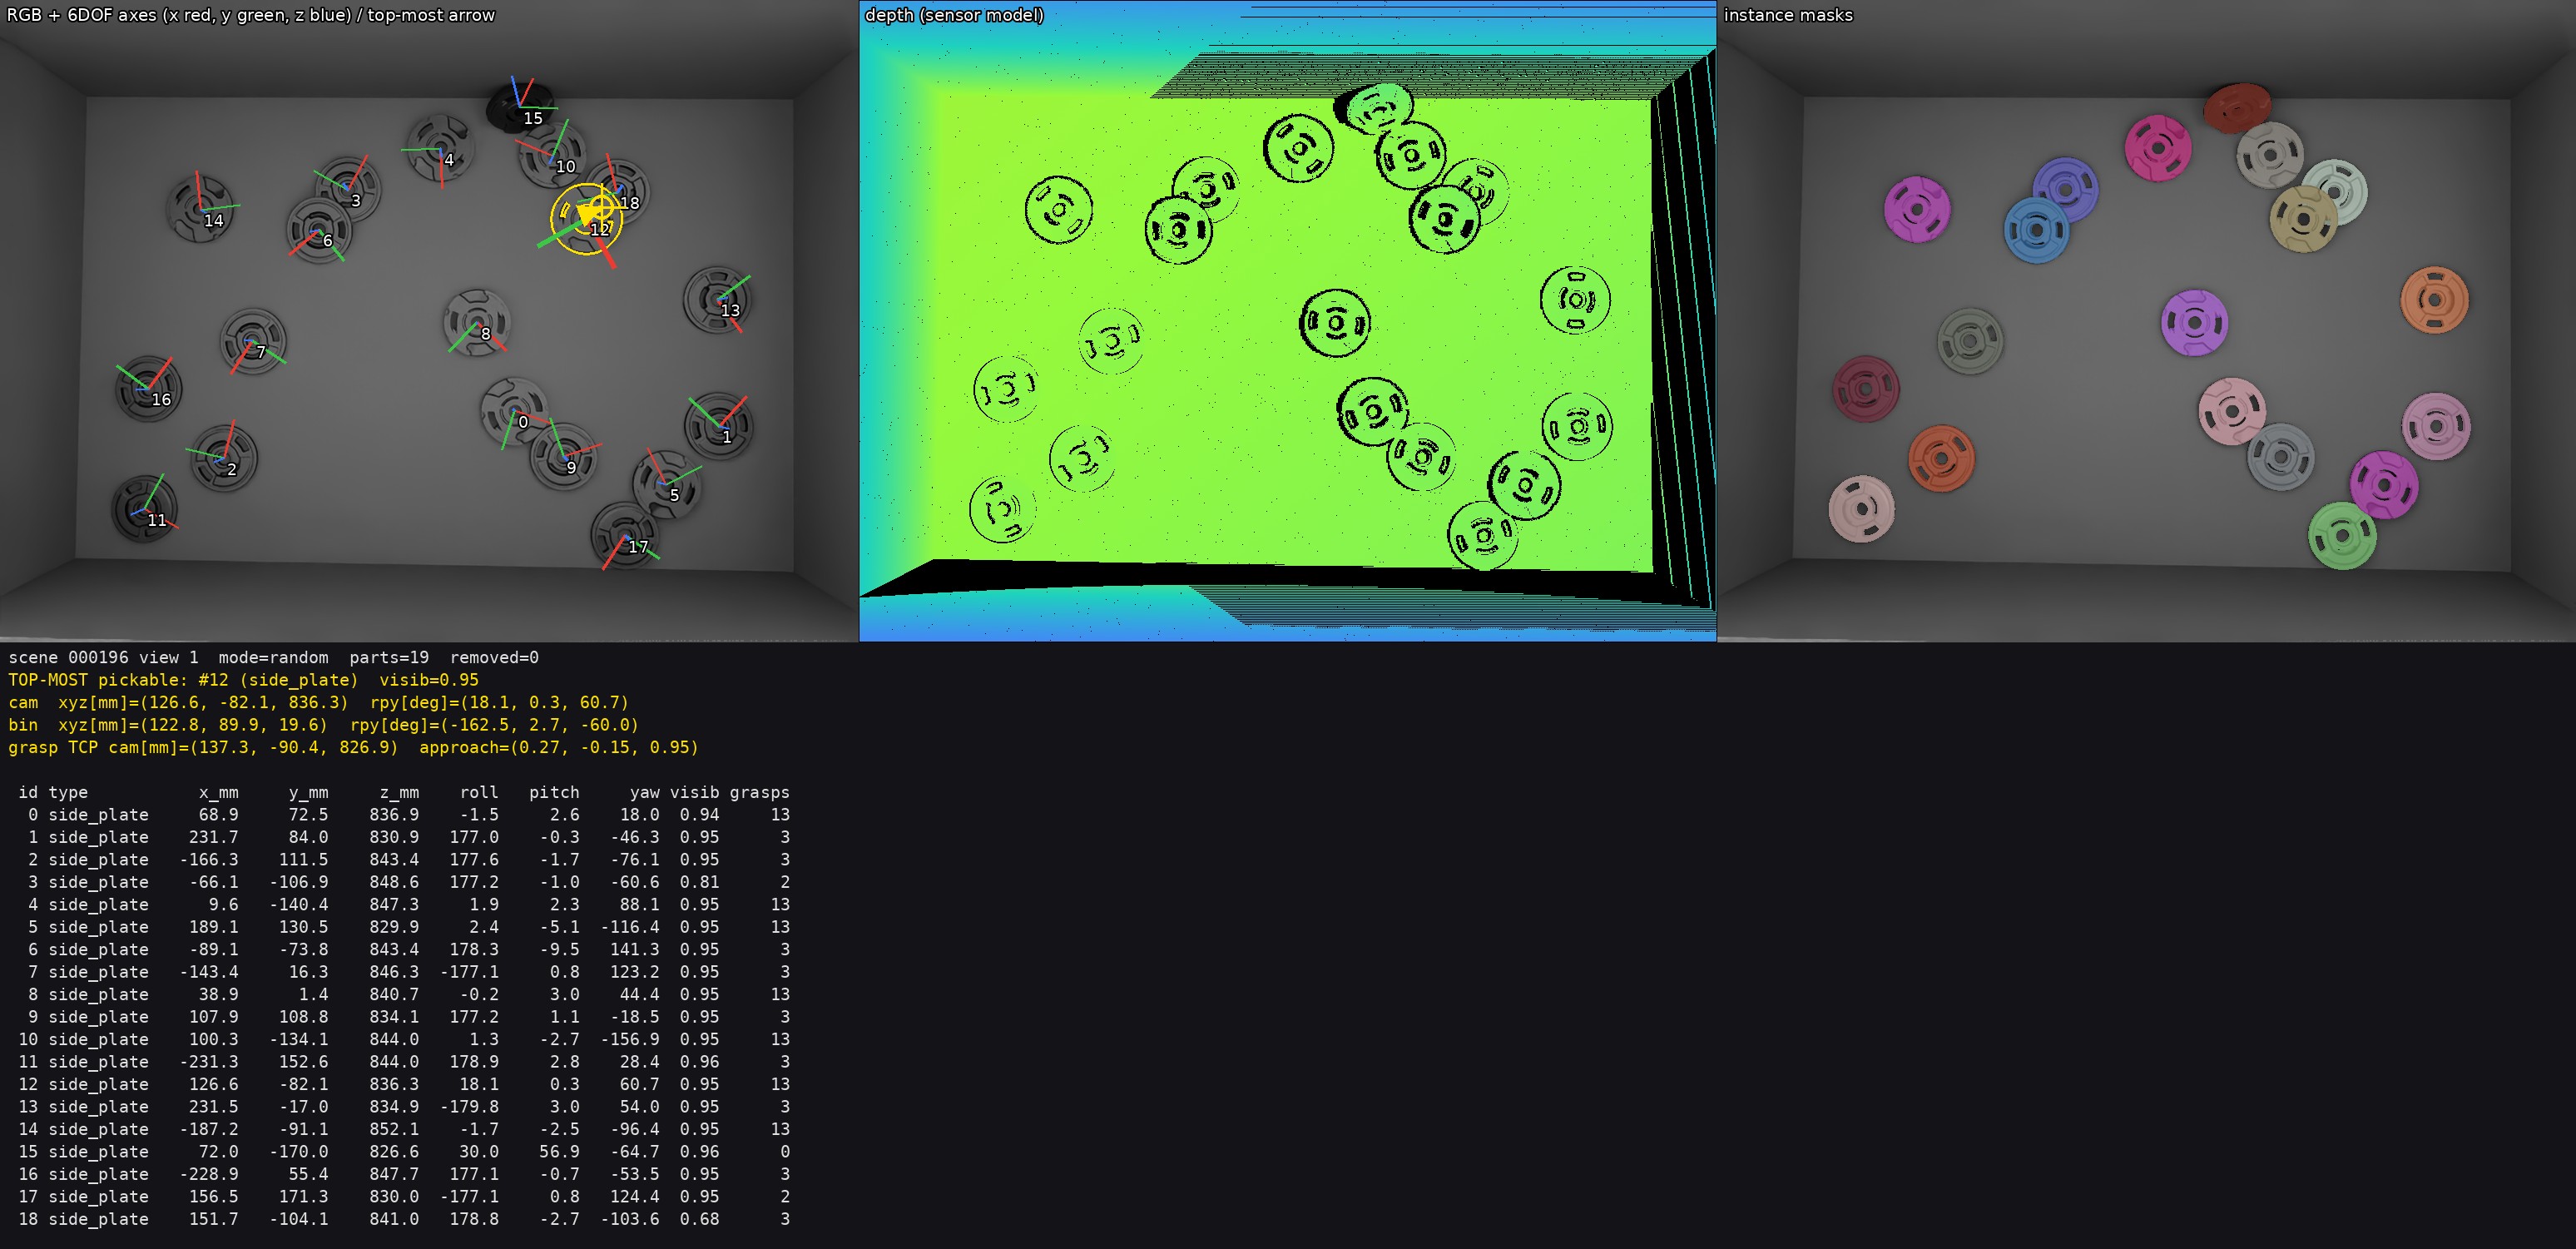 RGB + 6DOF axes (x red, y green, z blue) / top-most arrow
depth (sensor model)
instance masks
15
4
10
3
18
14
12
6
13
8
7
16
0
1
2
9
5
11
17
scene 000196 view 1 mode=random parts=19 removed=0
TOP-MOST pickable: #12 (side_plate) visib=0.95
cam xyz[mm]=(126.6, -82.1, 836.3) rpy[deg]=(18.1, 0.3, 60.7)
bin xyz[mm]=(122.8, 89.9, 19.6) rpy[deg]=(-162.5, 2.7, -60.0)
grasp TCP cam[mm]=(137.3, -90.4, 826.9) approach=(0.27, -0.15, 0.95)
id type x_mm y_mm z_mm roll pitch yaw visib grasps
0 side_plate 68.9 72.5 836.9 -1.5 2.6 18.0 0.94 13
1 side_plate 231.7 84.0 830.9 177.0 -0.3 -46.3 0.95 3
2 side_plate -166.3 111.5 843.4 177.6 -1.7 -76.1 0.95 3
3 side_plate -66.1 -106.9 848.6 177.2 -1.0 -60.6 0.81 2
4 side_plate 9.6 -140.4 847.3 1.9 2.3 88.1 0.95 13
5 side_plate 189.1 130.5 829.9 2.4 -5.1 -116.4 0.95 13
6 side_plate -89.1 -73.8 843.4 178.3 -9.5 141.3 0.95 3
7 side_plate -143.4 16.3 846.3 -177.1 0.8 123.2 0.95 3
8 side_plate 38.9 1.4 840.7 -0.2 3.0 44.4 0.95 13
9 side_plate 107.9 108.8 834.1 177.2 1.1 -18.5 0.95 3
10 side_plate 100.3 -134.1 844.0 1.3 -2.7 -156.9 0.95 13
11 side_plate -231.3 152.6 844.0 178.9 2.8 28.4 0.96 3
12 side_plate 126.6 -82.1 836.3 18.1 0.3 60.7 0.95 13
13 side_plate 231.5 -17.0 834.9 -179.8 3.0 54.0 0.95 3
14 side_plate -187.2 -91.1 852.1 -1.7 -2.5 -96.4 0.95 13
15 side_plate 72.0 -170.0 826.6 30.0 56.9 -64.7 0.96 0
16 side_plate -228.9 55.4 847.7 177.1 -0.7 -53.5 0.95 3
17 side_plate 156.5 171.3 830.0 -177.1 0.8 124.4 0.95 2
18 side_plate 151.7 -104.1 841.0 178.8 -2.7 -103.6 0.68 3